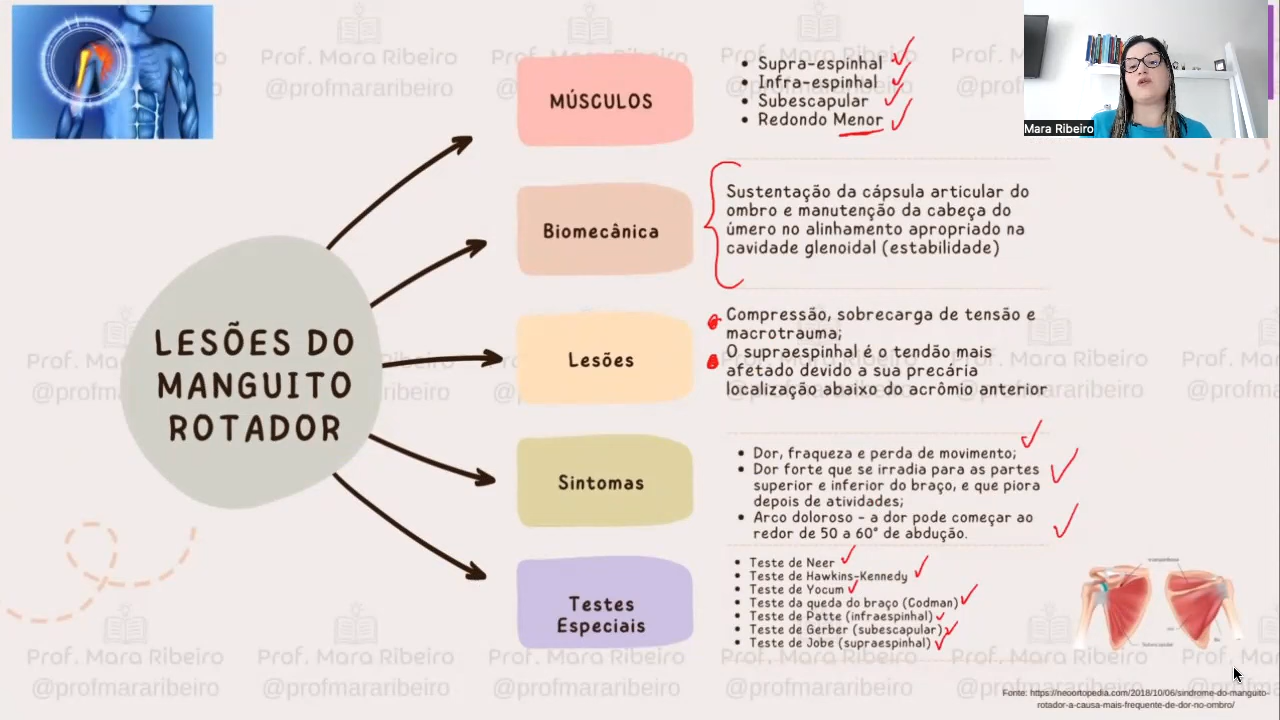 LESÕES DO
MANGUITO
ROTADOR
MÚSCULOS
Supra-espinhal
Infra-espinhal
Subescapular
Redondo Menor
Biomecânica
Sustentação da cápsula articular do
ombro e manutenção da cabeça do
úmero no alinhamento apropriado na
cavidade glenoidal (estabilidade)
Lesões
Compressão, sobrecarga de tensão e
macrotrauma;
O supraespinhal é o tendão mais
afetado devido a sua precária
localização abaixo do acrômio anterior
Sintomas
Dor, fraqueza e perda de movimento;
Dor forte que se irradia para as partes
superior e inferior do braço, e que piora
depois de atividades;
Arco doloroso - a dor pode começar ao
redor de 50 a 60° de abdução.
Testes
Especiais
Teste de Neer
Teste de Hawkins-Kennedy
Teste de Yocum
Teste da queda do braço (Codman)
Teste de Patte (infraespinhal)
Teste de Gerber (subescapular)
Teste de Jobe (supraespinhal)
Mara Ribeiro
Fonte: https://neoortopedia.com/2018/10/06/sindrome-do-manguito-
rotador-a-causa-mais-frequente-de-dor-no-ombro/
Prof. Mara Ribeiro
@profmararibeiro